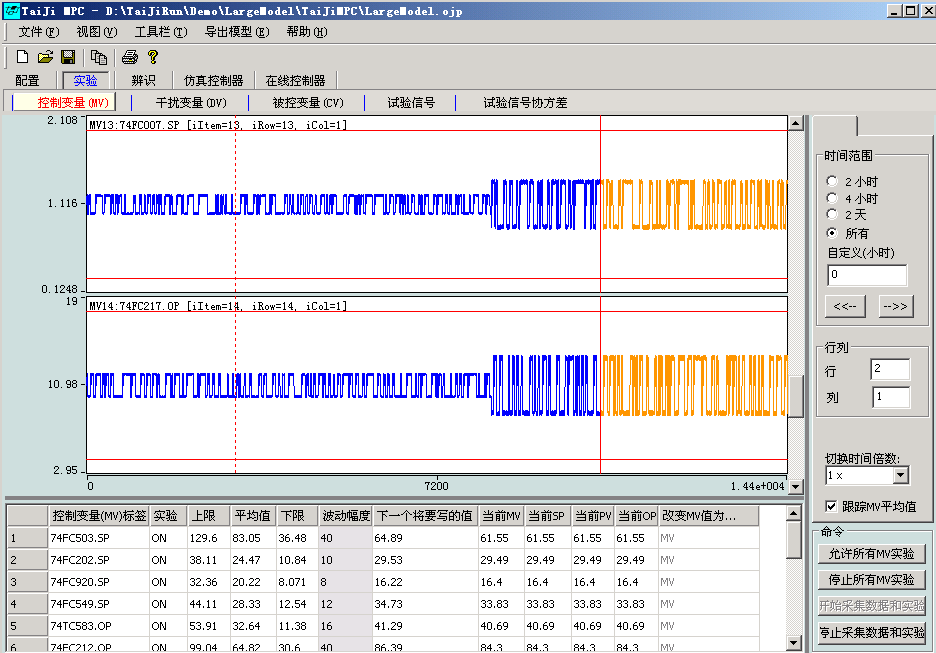 TaiJi MPC - D:\TaiJiRun\Demo\LargeModel\TaiJiMPC\LargeModel.ojp
文件(F) 视图(V) 工具栏(T) 导出模型(E) 帮助(H)
配置 实验 辨识 仿真控制器 在线控制器
控制变量(MV) 干扰变量(DV) 被控变量(CV) 试验信号 试验信号协方差
2.108
MV13:74FC007.SP [iItem=13, iRow=13, iCol=1]
1.116
0.1248
19
MV14:74FC217.OP [iItem=14, iRow=14, iCol=1]
10.98
2.95
0 7200 1.44e+004
时间范围
2 小时
4 小时
2 天
所有
自定义(小时)
0
<<-- -->>
行列
行 2
列 1
切换时间倍数:
1 x
跟踪MV平均值
命令
允许所有MV实验
停止所有MV实验
开始采集数据和实验
停止采集数据和实验
控制变量(MV)标签 实验 上限 平均值 下限 波动幅度 下一个将要写的值 当前MV 当前SP 当前PV 当前OP 改变MV值为...
1 74FC503.SP ON 129.6 83.05 36.48 40 64.89 61.55 61.55 61.55 61.55 MV
2 74FC202.SP ON 38.11 24.47 10.84 10 29.53 29.49 29.49 29.49 29.49 MV
3 74FC920.SP ON 32.36 20.22 8.071 8 16.22 16.4 16.4 16.4 16.4 MV
4 74FC549.SP ON 44.11 28.33 12.54 12 34.73 33.83 33.83 33.83 33.83 MV
5 74TC583.OP ON 53.91 32.64 11.38 16 41.29 40.69 40.69 40.69 40.69 MV
6 74FC212.OP ON 99.04 64.82 30.6 40 86.39 84.3 84.3 84.3 84.3 MV